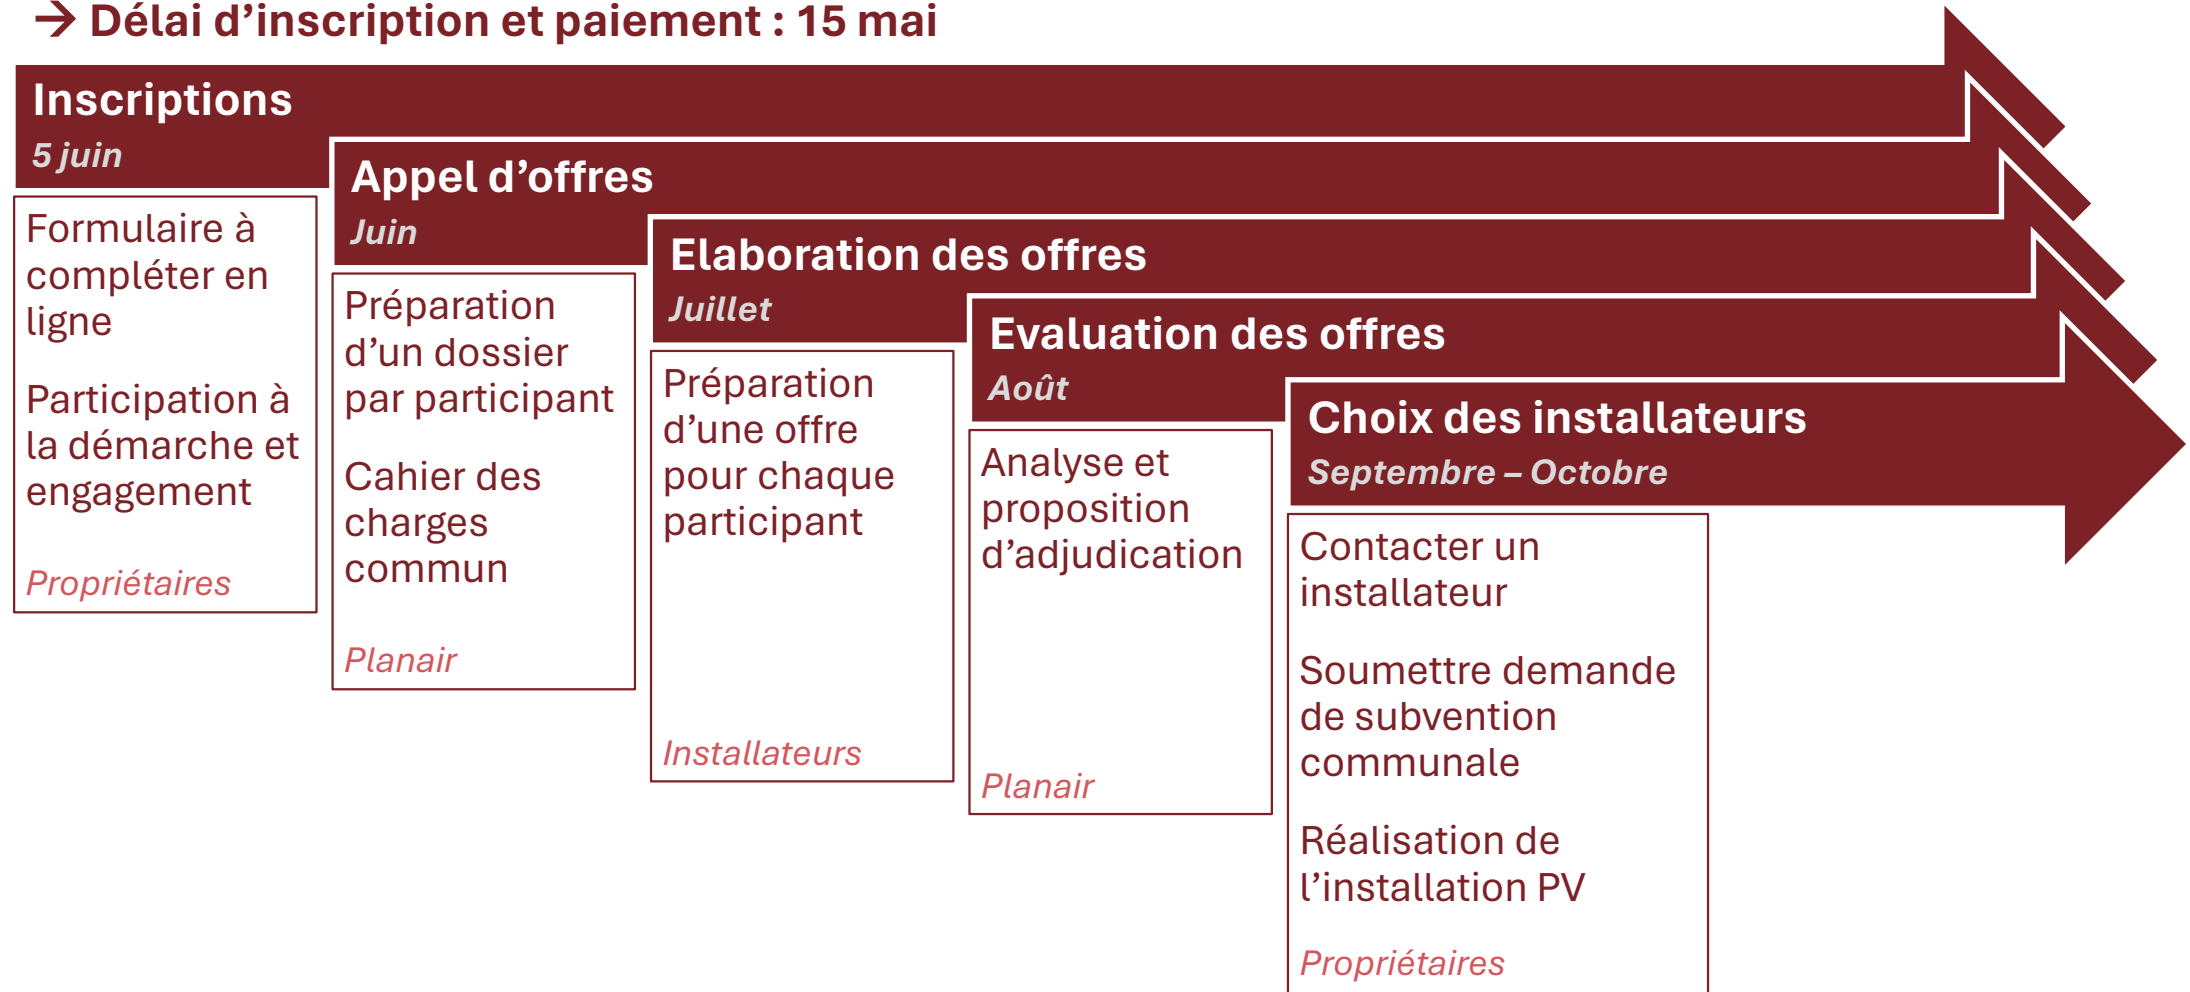 → Délai d’inscription et paiement : 15 mai
Inscriptions
5 juin
Formulaire à
compléter en
ligne
Participation à
la démarche et
engagement
Propriétaires
Appel d’offres
Juin
Préparation
d’un dossier
par participant
Cahier des
charges
commun
Planair
Elaboration des offres
Juillet
Préparation
d’une offre
pour chaque
participant
Installateurs
Evaluation des offres
Août
Analyse et
proposition
d’adjudication
Planair
Choix des installateurs
Septembre – Octobre
Contacter un
installateur
Soumettre demande
de subvention
communale
Réalisation de
l’installation PV
Propriétaires